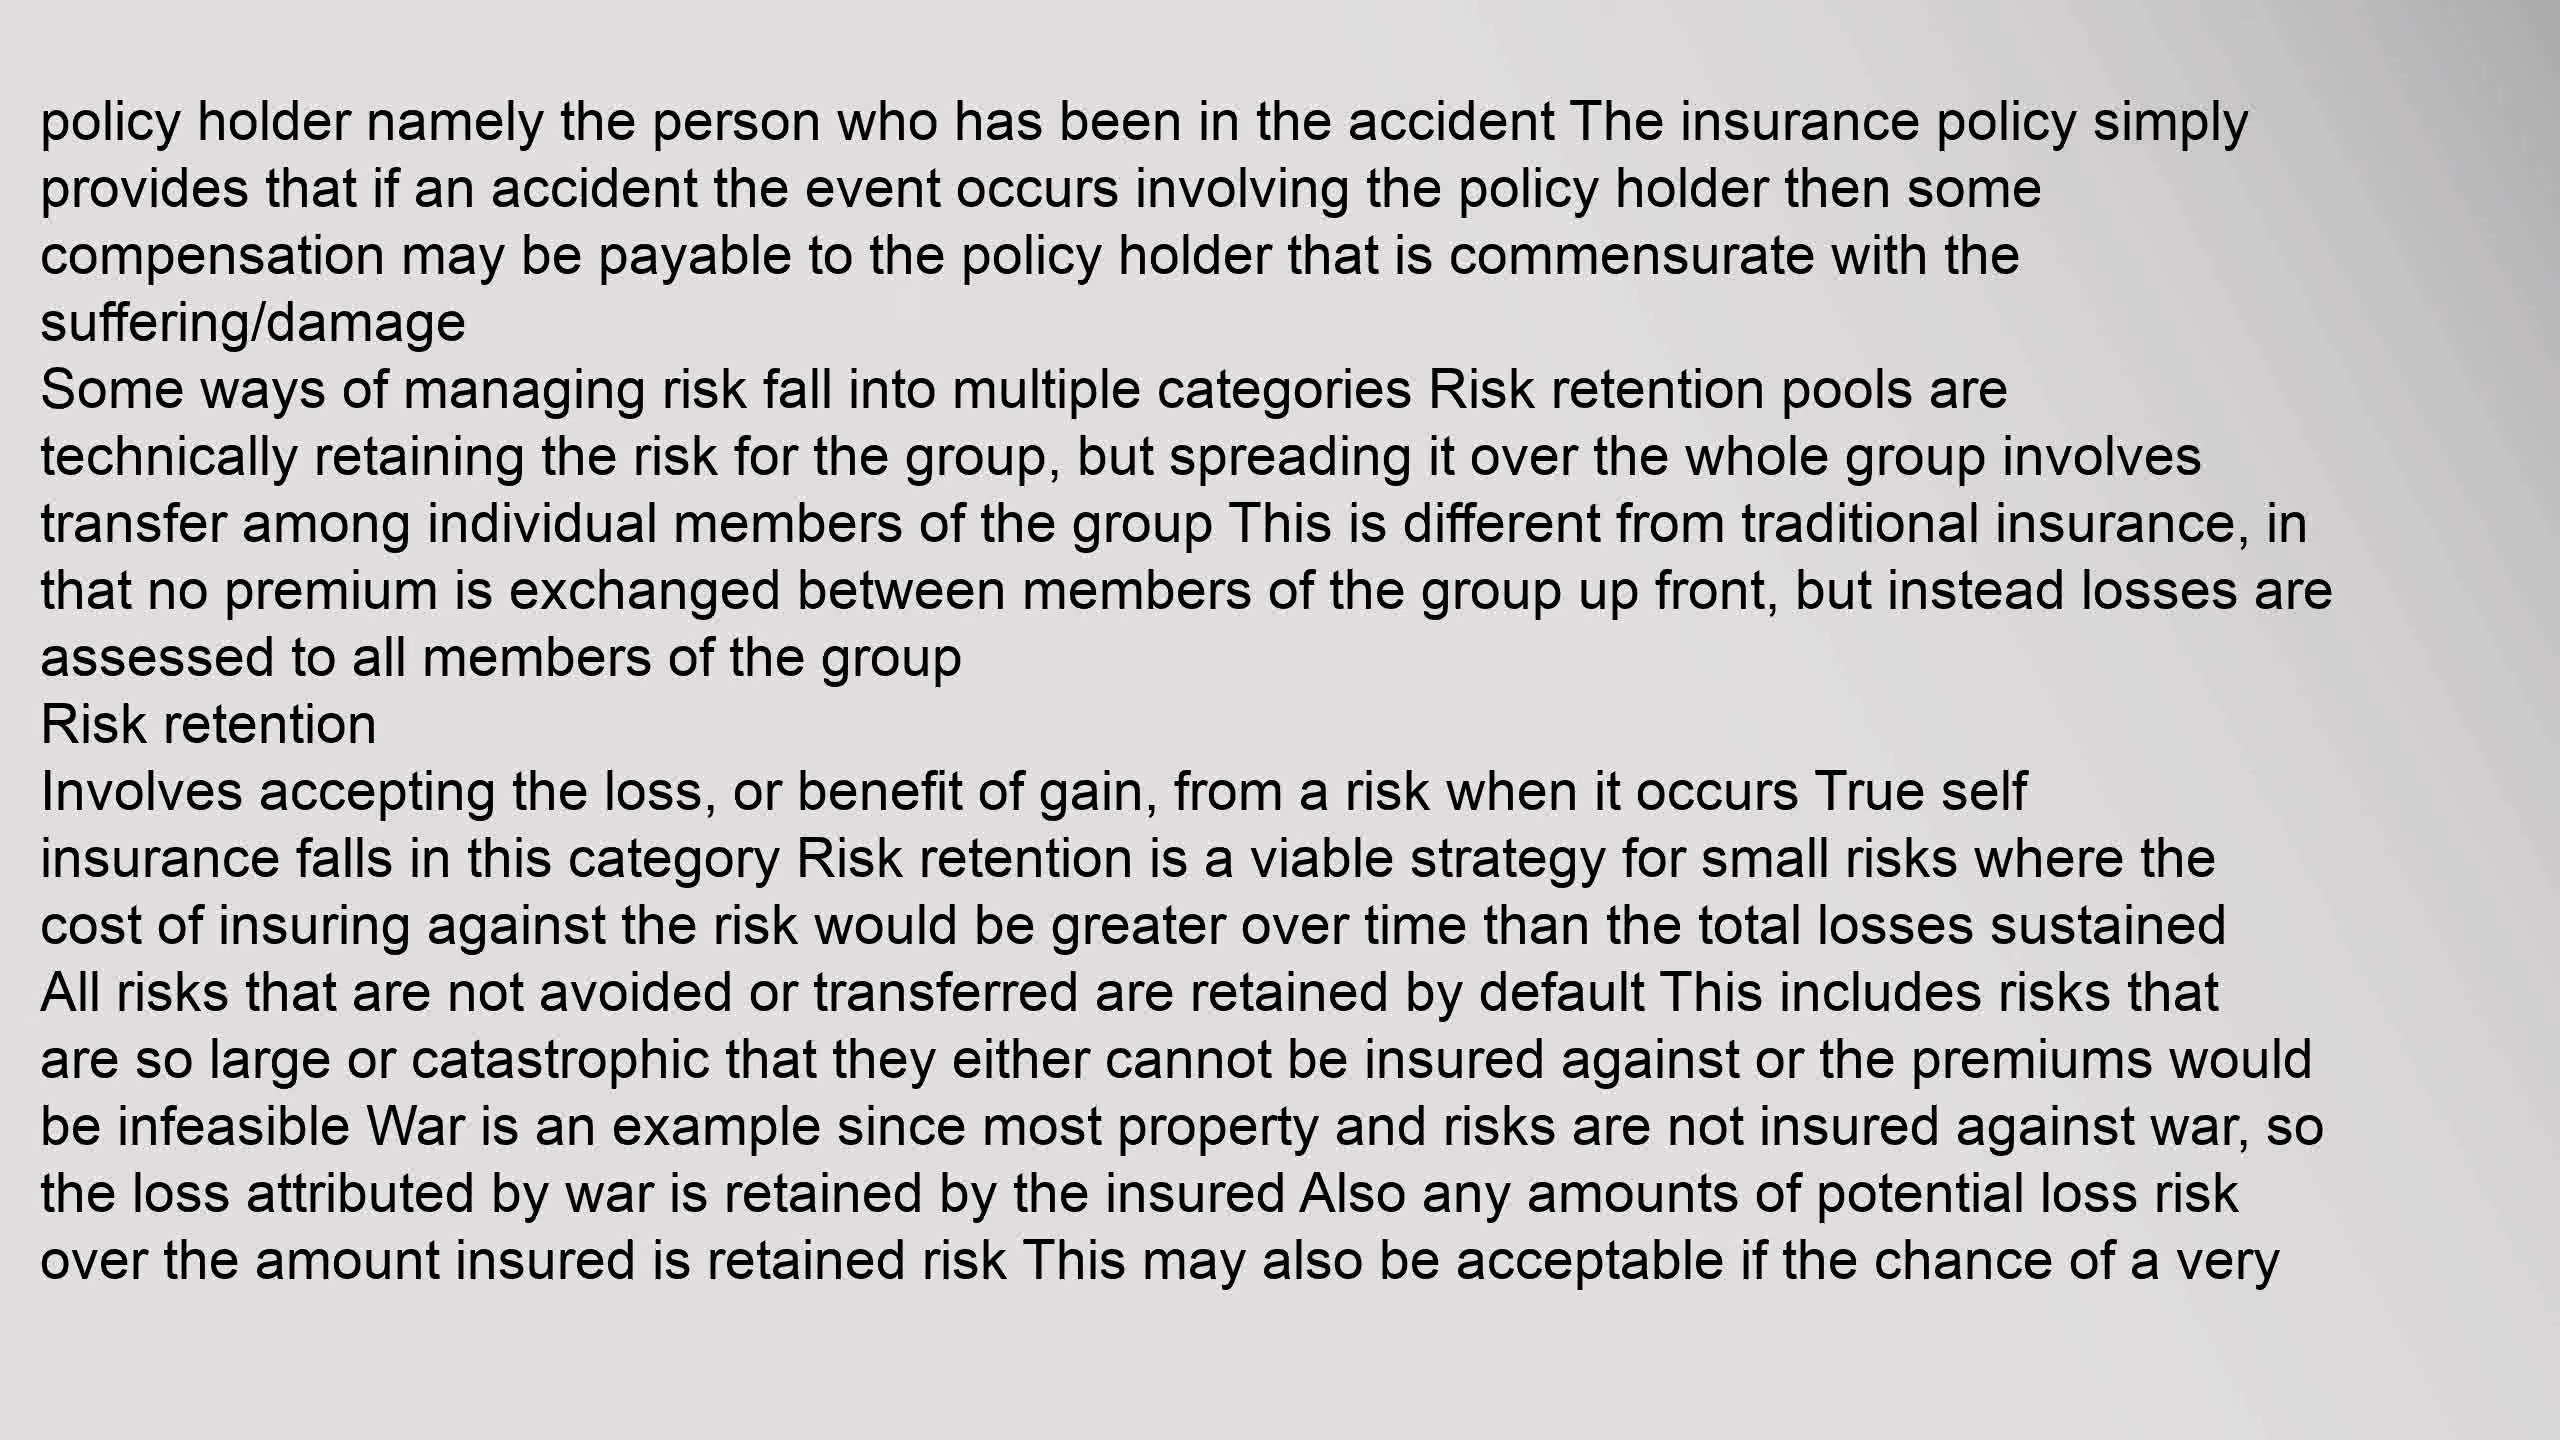 policy holder namely the person who has been in the accident The insurance policy simply
provides that if an accident the event occurs involving the policy holder then some
compensation may be payable to the policy holder that is commensurate with the
suffering/damage
Some ways of managing risk fall into multiple categories Risk retention pools are
technically retaining the risk for the group, but spreading it over the whole group involves
transfer among individual members of the group This is different from traditional insurance, in
that no premium is exchanged between members of the group up front, but instead losses are
assessed to all members of the group
Risk retention
Involves accepting the loss, or benefit of gain, from a risk when it occurs True self
insurance falls in this category Risk retention is a viable strategy for small risks where the
cost of insuring against the risk would be greater over time than the total losses sustained
All risks that are not avoided or transferred are retained by default This includes risks that
are so large or catastrophic that they either cannot be insured against or the premiums would
be infeasible War is an example since most property and risks are not insured against war, so
the loss attributed by war is retained by the insured Also any amounts of potential loss risk
over the amount insured is retained risk This may also be acceptable if the chance of a very